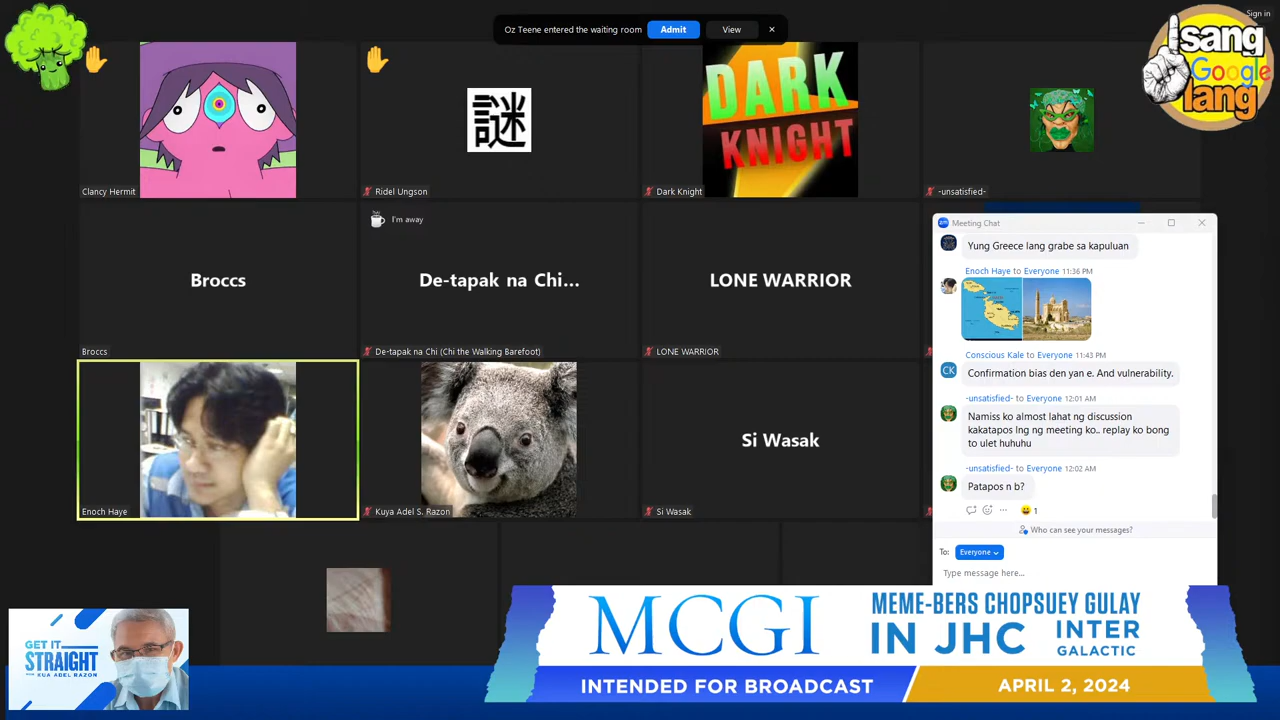 Oz Teene entered the waiting room
Admit
View
Sign in
Isang
Google
lang
DARK
KNIGHT
謎
Clancy Hermit
Ridel Ungson
Dark Knight
-unsatisfied-
I'm away
Broccs
De-tapak na Chi...
LONE WARRIOR
Broccs
De-tapak na Chi (Chi the Walking Barefoot)
LONE WARRIOR
Si Wasak
Enoch Haye
Kuya Adel S. Razon
Si Wasak
zm
Meeting Chat
Yung Greece lang grabe sa kapuluan
Enoch Haye to Everyone 11:36 PM
Conscious Kale to Everyone 11:43 PM
CK
Confirmation bias den yan e. And vulnerability.
-unsatisfied- to Everyone 12:01 AM
Namiss ko almost lahat ng discussion
kakatapos lng ng meeting ko.. replay ko bong
to ulet huhuhu
-unsatisfied- to Everyone 12:02 AM
Patapos n b?
1
Who can see your messages?
To: Everyone
Type message here...
GET IT
STRAIGHT
KUA ADEL RAZON
MCGI
MEME-BERS CHOPSUEY GULAY
IN JHC INTER
GALACTIC
INTENDED FOR BROADCAST
APRIL 2, 2024